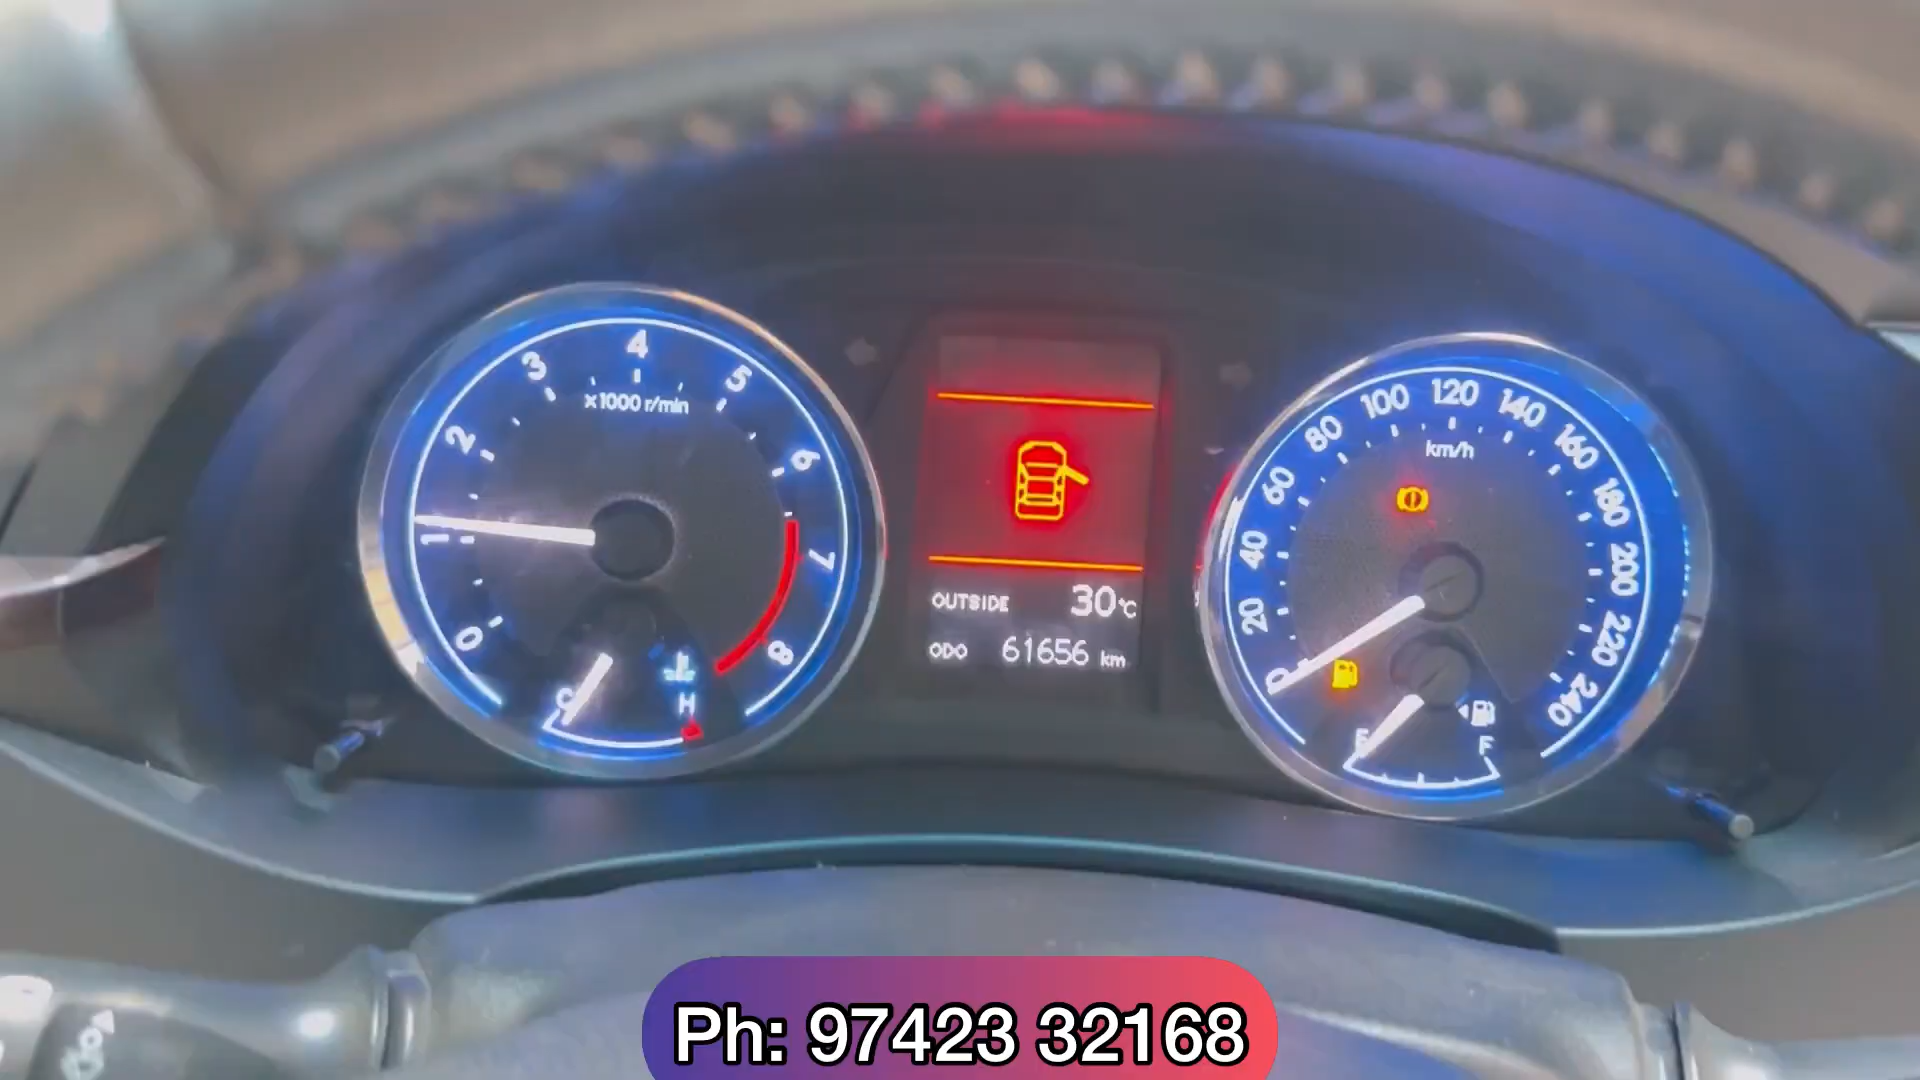 0 1 2 3 4 5 6 7 8
x1000 r/min
C H
OUTSIDE 30°C
ODO 61656 km
0 20 40 60 80 100 120 140 160 180 200 220 240
km/h
E F
Ph: 97423 32168